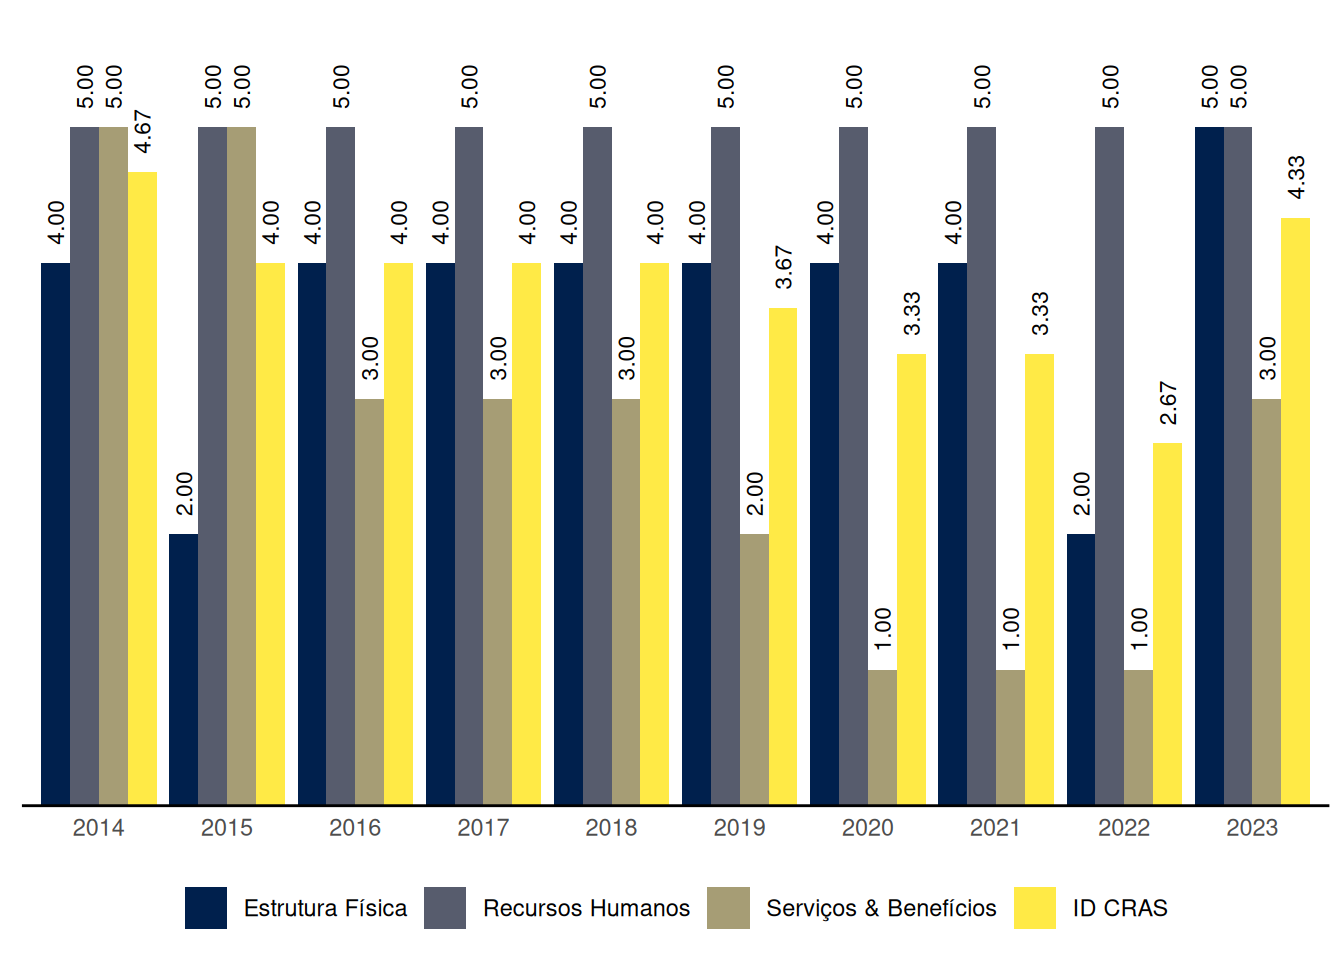 5.00 5.00 5.00 5.00 5.00 5.00 5.00 5.00 5.00 5.00 5.00 5.00 5.00
4.67
4.33
4.00 4.00 4.00 4.00 4.00 4.00 4.00 4.00 4.00 4.00 4.00
3.67
3.33 3.33
3.00 3.00 3.00 3.00
2.67
2.00 2.00 2.00
1.00 1.00 1.00
2014 2015 2016 2017 2018 2019 2020 2021 2022 2023
Estrutura Física Recursos Humanos Serviços & Benefícios ID CRAS